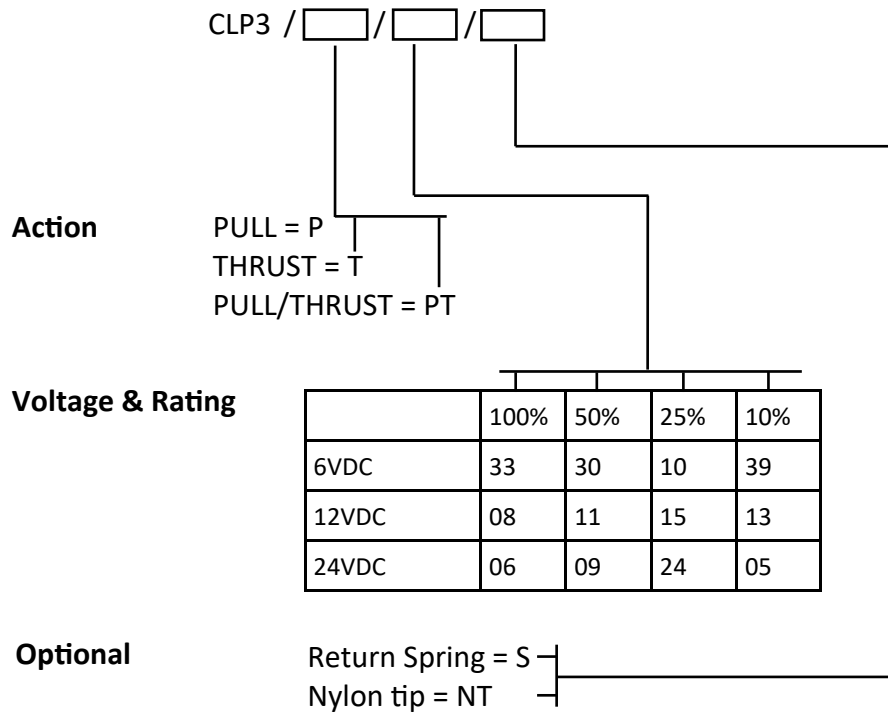 CLP3 / / /
Action
PULL = P
THRUST = T
PULL/THRUST = PT
Voltage & Rating
100% 50% 25% 10%
6VDC 33 30 10 39
12VDC 08 11 15 13
24VDC 06 09 24 05
Optional
Return Spring = S
Nylon tip = NT